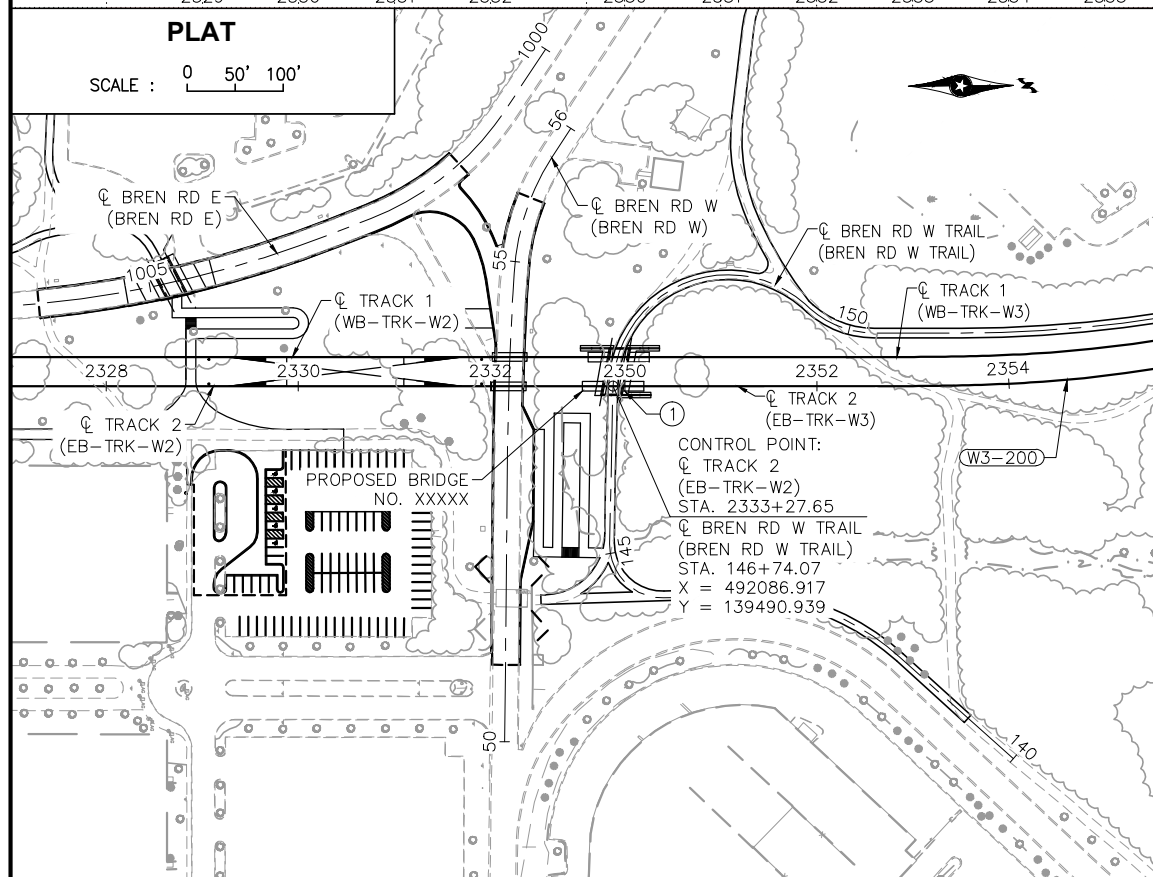 PLAT
SCALE : 0 50' 100'
1000
56
℄ BREN RD E
(BREN RD E)
℄ BREN RD W
(BREN RD W)
℄ BREN RD W TRAIL
(BREN RD W TRAIL)
1005
55
℄ TRACK 1
(WB-TRK-W2)
150
℄ TRACK 1
(WB-TRK-W3)
2328
2330
2332
2350
2352
2354
℄ TRACK 2
(EB-TRK-W2)
1
℄ TRACK 2
(EB-TRK-W3)
W3-200
PROPOSED BRIDGE
NO. XXXXX
CONTROL POINT:
℄ TRACK 2
(EB-TRK-W2)
STA. 2333+27.65
℄ BREN RD W TRAIL
(BREN RD W TRAIL)
STA. 146+74.07
X = 492086.917
Y = 139490.939
145
50
140